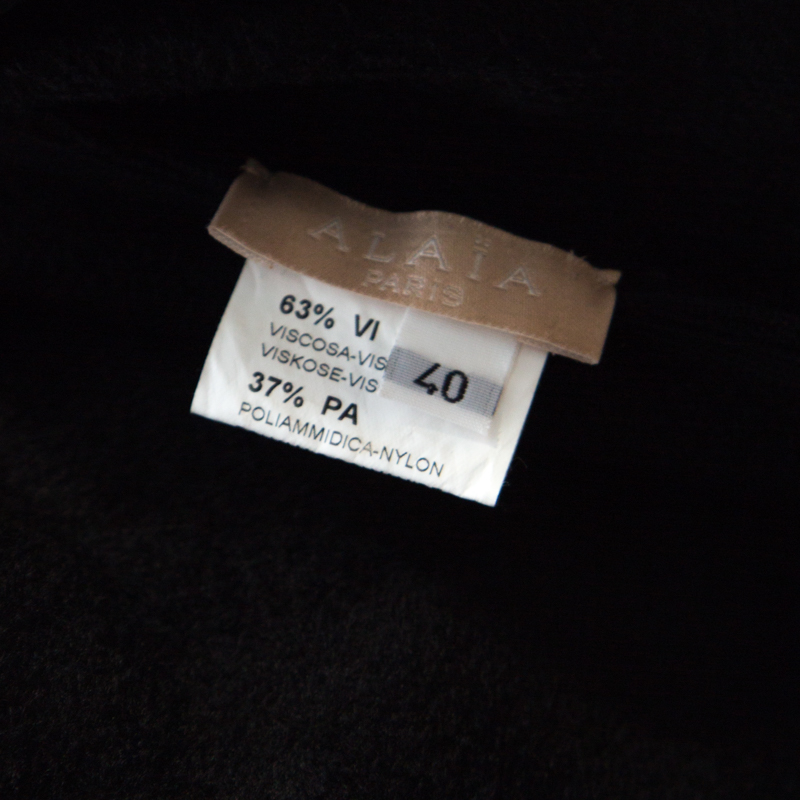 ALAÏA
PARIS
63% VI
VISCOSA-VIS
VISKOSE-VIS
40
37% PA
POLIAMMIDICA-NYLON